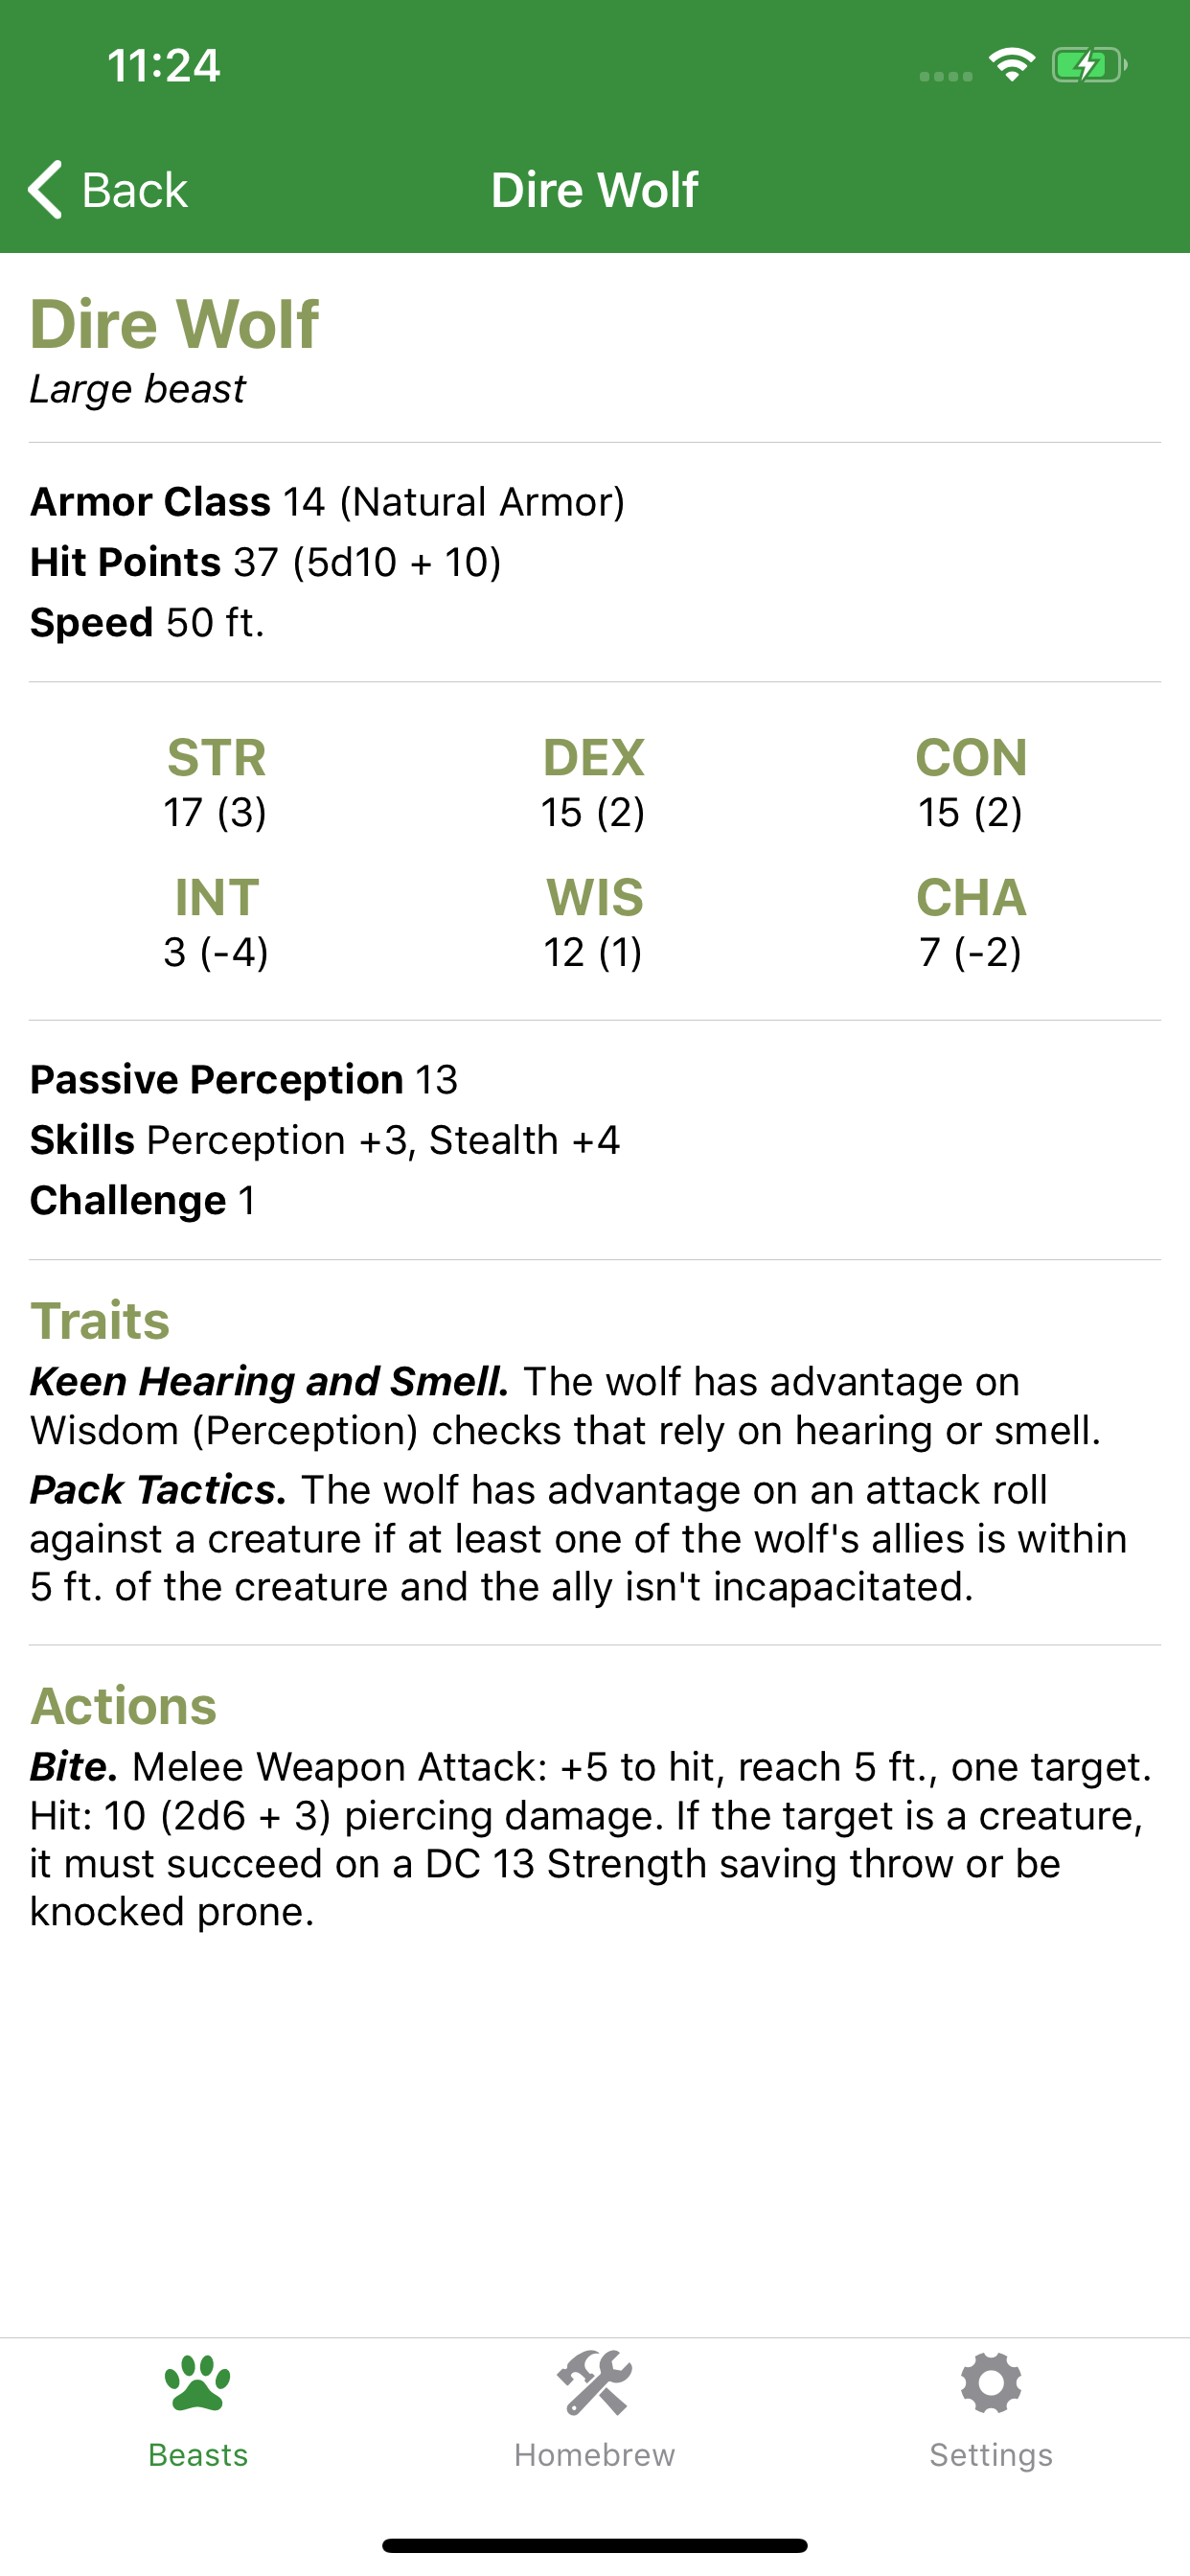 11:24
Back
Dire Wolf
Dire Wolf
Large beast
Armor Class 14 (Natural Armor)
Hit Points 37 (5d10 + 10)
Speed 50 ft.
STR DEX CON
17 (3) 15 (2) 15 (2)
INT WIS CHA
3 (-4) 12 (1) 7 (-2)
Passive Perception 13
Skills Perception +3, Stealth +4
Challenge 1
Traits
Keen Hearing and Smell. The wolf has advantage on
Wisdom (Perception) checks that rely on hearing or smell.
Pack Tactics. The wolf has advantage on an attack roll
against a creature if at least one of the wolf's allies is within
5 ft. of the creature and the ally isn't incapacitated.
Actions
Bite. Melee Weapon Attack: +5 to hit, reach 5 ft., one target.
Hit: 10 (2d6 + 3) piercing damage. If the target is a creature,
it must succeed on a DC 13 Strength saving throw or be
knocked prone.
Beasts Homebrew Settings